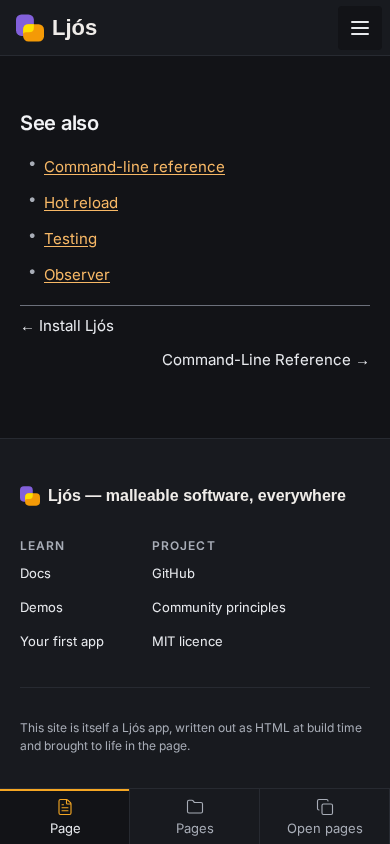 Ljós
See also
• Command-line reference
• Hot reload
• Testing
• Observer
← Install Ljós
Command-Line Reference →
Ljós — malleable software, everywhere
LEARN
Docs
Demos
Your first app
PROJECT
GitHub
Community principles
MIT licence
This site is itself a Ljós app, written out as HTML at build time
and brought to life in the page.
Page
Pages
Open pages